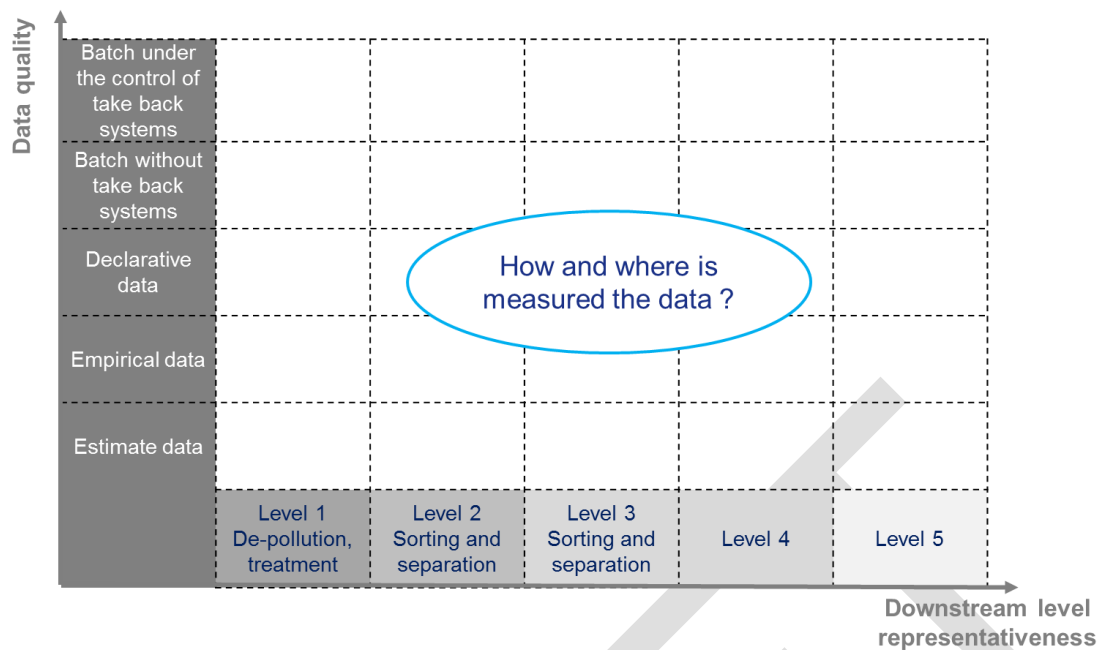 Data quality
Batch under
the control of
take back
systems
Batch without
take back
systems
Declarative
data
Empirical data
Estimate data
How and where is
measured the data ?
Level 1
De-pollution,
treatment
Level 2
Sorting and
separation
Level 3
Sorting and
separation
Level 4
Level 5
Downstream level
representativeness